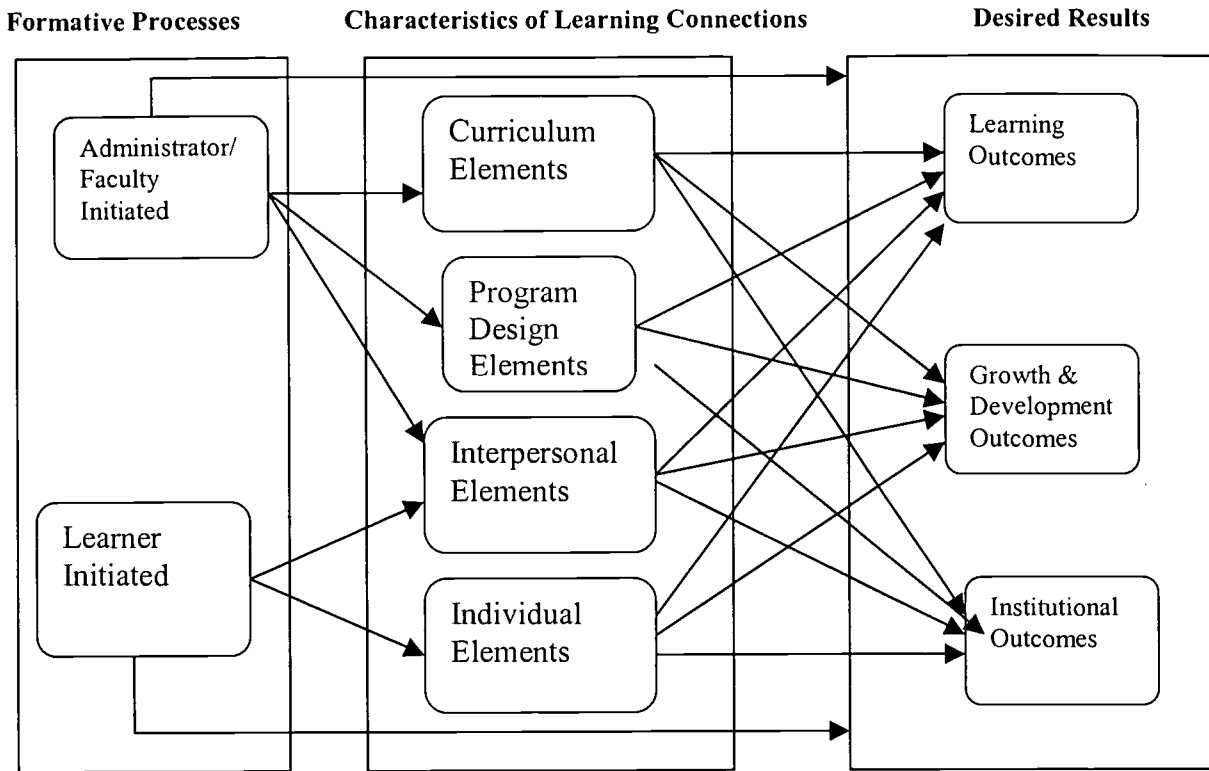 Formative Processes
Characteristics of Learning Connections
Desired Results
Administrator/
Faculty
Initiated
Learner
Initiated
Curriculum
Elements
Program
Design
Elements
Interpersonal
Elements
Individual
Elements
Learning
Outcomes
Growth &
Development
Outcomes
Institutional
Outcomes